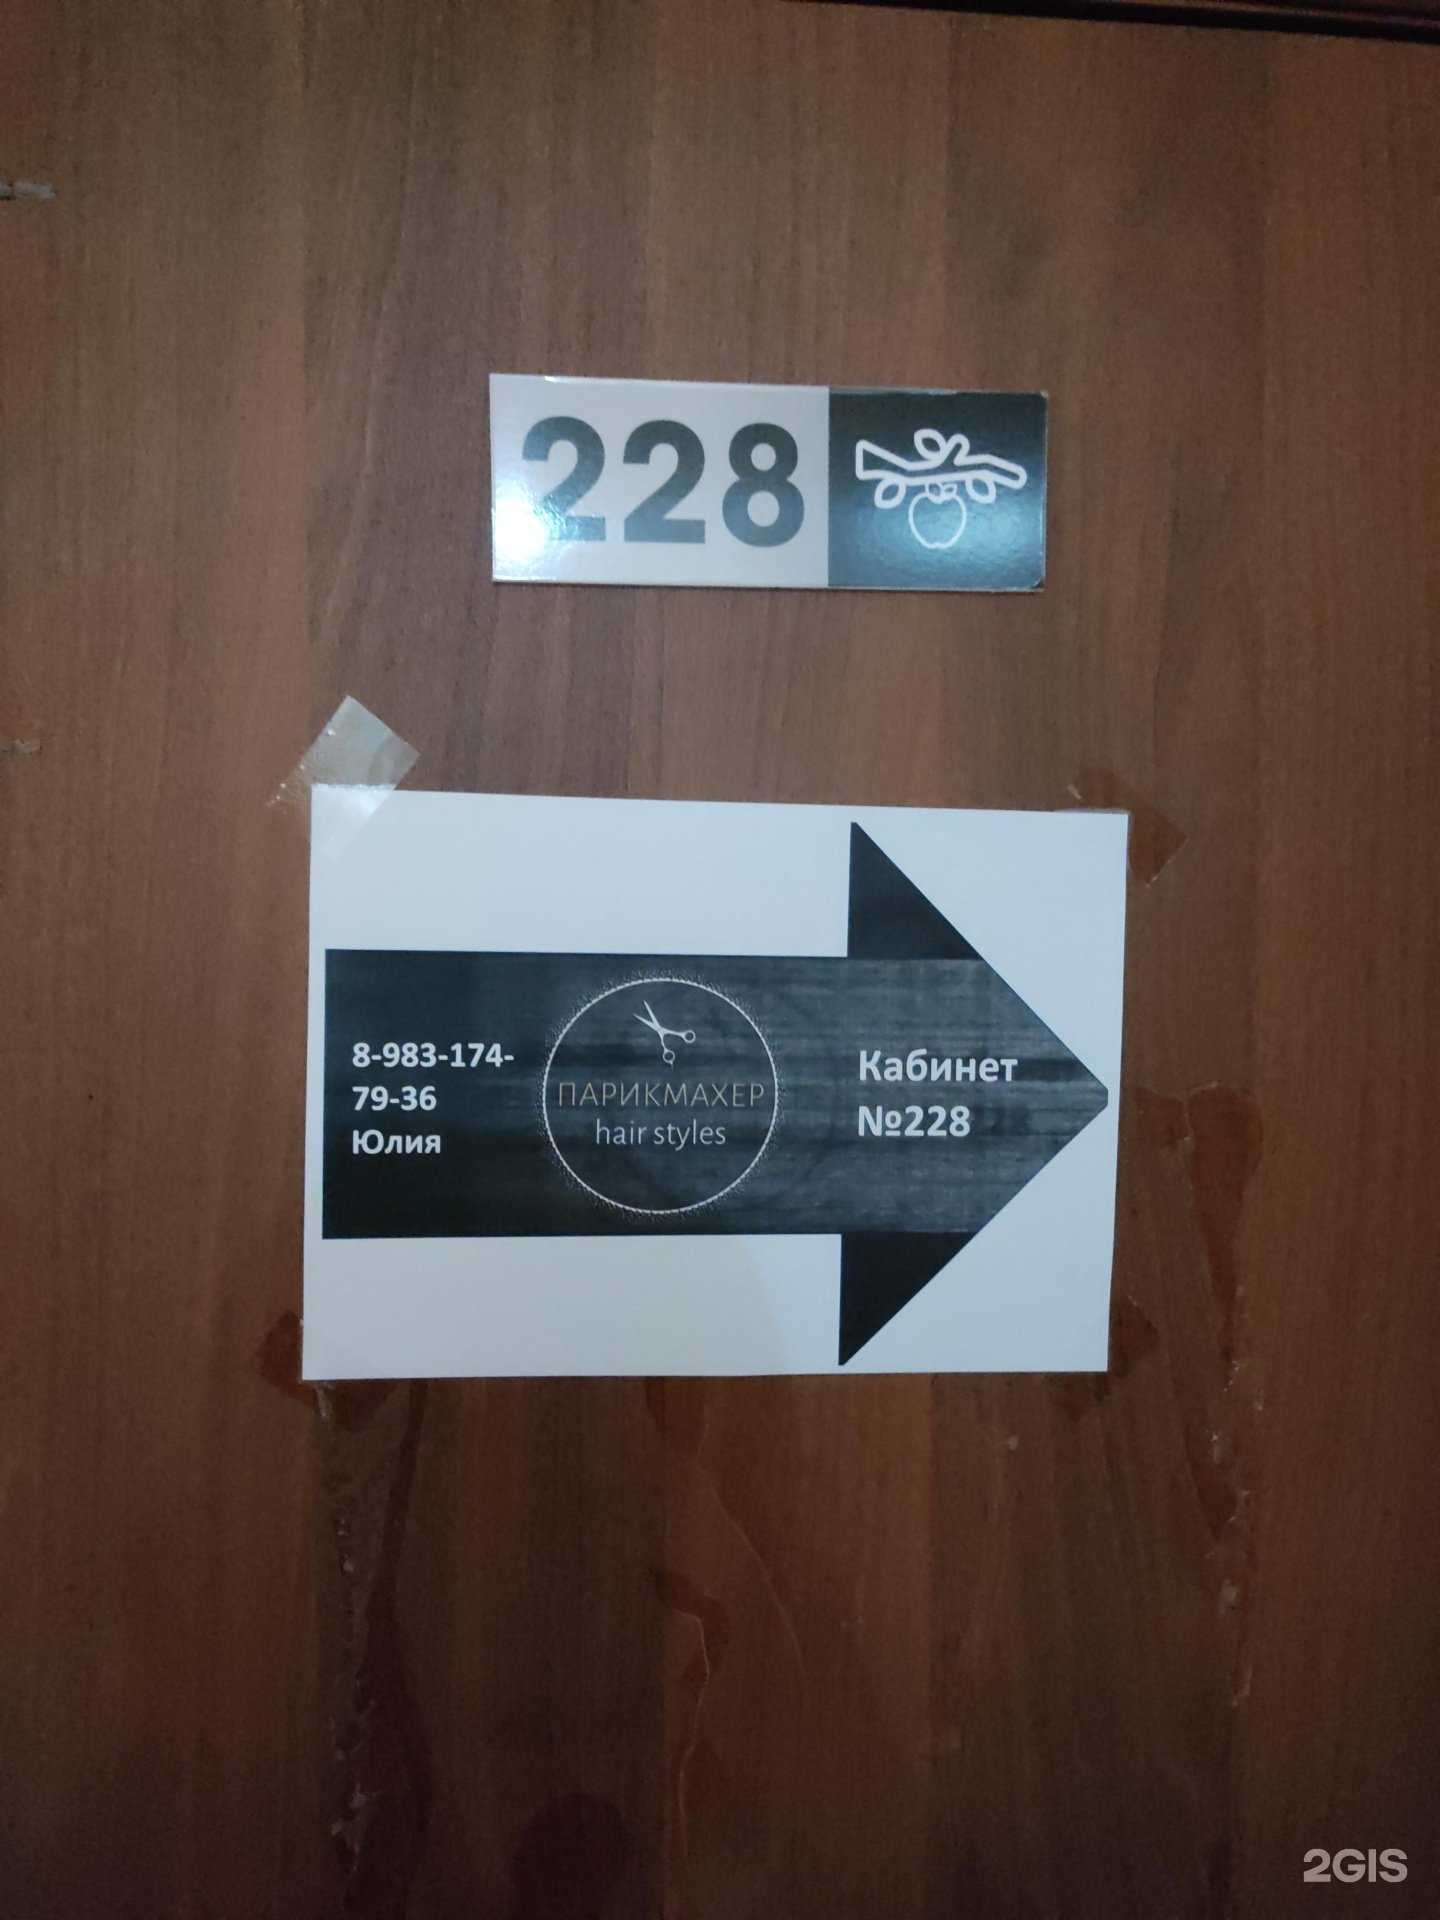 228
8-983-174-
79-36
Юлия
ПАРИКМАХЕР
hair styles
Кабинет
№228
2GIS